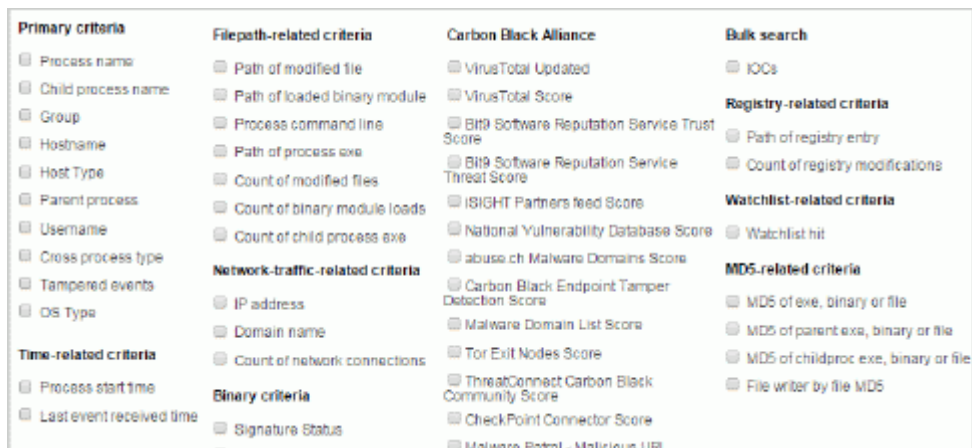 Primary criteria
Process name
Child process name
Group
Hostname
Host Type
Parent process
Username
Cross process type
Tampered events
OS Type
Time-related criteria
Process start time
Last event received time
Filepath-related criteria
Path of modified file
Path of loaded binary module
Process command line
Path of process exe
Count of modified files
Count of binary module loads
Count of child process exe
Network-traffic-related criteria
IP address
Domain name
Count of network connections
Binary criteria
Signature Status
Carbon Black Alliance
VirusTotal Updated
VirusTotal Score
Bit9 Software Reputation Service Trust
Score
Bit9 Software Reputation Service
Threat Score
iSIGHT Partners feed Score
National Vulnerability Database Score
abuse.ch Malware Domains Score
Carbon Black Endpoint Tamper
Detection Score
Malware Domain List Score
Tor Exit Nodes Score
ThreatConnect Carbon Black
Community Score
CheckPoint Connector Score
Malware Patrol - Malicious URL
Bulk search
IOCs
Registry-related criteria
Path of registry entry
Count of registry modifications
Watchlist-related criteria
Watchlist hit
MD5-related criteria
MD5 of exe, binary or file
MD5 of parent exe, binary or file
MD5 of childproc exe, binary or file
File writer by file MD5